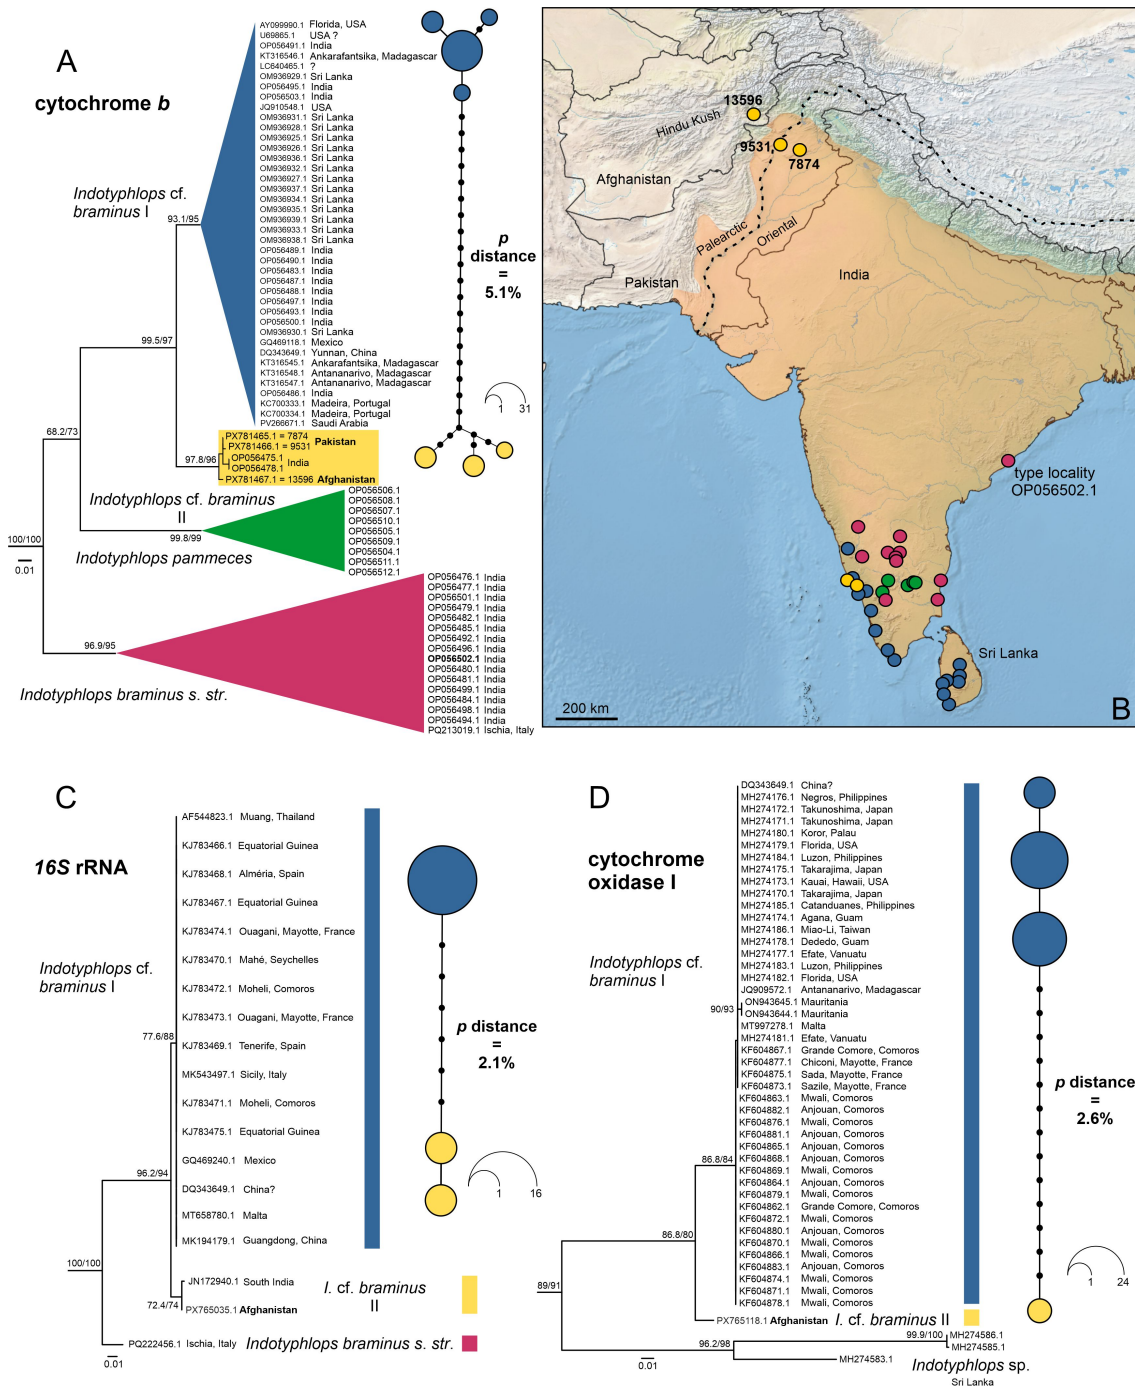 A
cytochrome b
AY099990.1 Florida, USA
U69865.1 USA ?
OP056491.1 India
KT316546.1 Ankarafantsika, Madagascar
LC640465.1 ?
OM936929.1 Sri Lanka
OP056495.1 India
OP056503.1 India
JQ910548.1 USA
OM936931.1 Sri Lanka
OM936928.1 Sri Lanka
OM936925.1 Sri Lanka
OM936926.1 Sri Lanka
OM936936.1 Sri Lanka
OM936932.1 Sri Lanka
OM936927.1 Sri Lanka
OM936937.1 Sri Lanka
OM936934.1 Sri Lanka
OM936935.1 Sri Lanka
OM936939.1 Sri Lanka
OM936933.1 Sri Lanka
OM936938.1 Sri Lanka
OP056489.1 India
OP056490.1 India
OP056483.1 India
OP056487.1 India
OP056488.1 India
OP056497.1 India
OP056493.1 India
OP056500.1 India
OM936930.1 Sri Lanka
GQ469118.1 Mexico
DQ343649.1 Yunnan, China
KT316545.1 Ankarafantsika, Madagascar
KT316548.1 Antananarivo, Madagascar
KT316547.1 Antananarivo, Madagascar
OP056486.1 India
KC700333.1 Madeira, Portugal
KC700334.1 Madeira, Portugal
PV266671.1 Saudi Arabia
Indotyphlops cf.
braminus I
93.1/95
99.5/97
68.2/73
97.8/96
100/100
0.01
PX781465.1 = 7874
PX781466.1 = 9531
Pakistan
OP056475.1
OP056478.1
India
PX781467.1 = 13596 Afghanistan
Indotyphlops cf. braminus
II
99.8/99
Indotyphlops pammeces
OP056506.1
OP056508.1
OP056507.1
OP056510.1
OP056505.1
OP056509.1
OP056504.1
OP056511.1
OP056512.1
OP056476.1 India
OP056477.1 India
OP056501.1 India
OP056479.1 India
OP056482.1 India
OP056485.1 India
OP056492.1 India
OP056496.1 India
OP056502.1 India
OP056480.1 India
OP056481.1 India
OP056499.1 India
OP056484.1 India
OP056498.1 India
OP056494.1 India
PQ213019.1 Ischia, Italy
96.9/95
Indotyphlops braminus s. str.
p
distance
=
5.1%
1 31
13596
Hindu Kush
9531
7874
Afghanistan
Palearctic
Oriental
Pakistan
India
type locality
OP056502.1
Sri Lanka
200 km
B
C
16S rRNA
AF544823.1 Muang, Thailand
KJ783466.1 Equatorial Guinea
KJ783468.1 Alméria, Spain
KJ783467.1 Equatorial Guinea
KJ783474.1 Ouagani, Mayotte, France
KJ783470.1 Mahé, Seychelles
KJ783472.1 Moheli, Comoros
KJ783473.1 Ouagani, Mayotte, France
KJ783469.1 Tenerife, Spain
MK543497.1 Sicily, Italy
KJ783471.1 Moheli, Comoros
KJ783475.1 Equatorial Guinea
GQ469240.1 Mexico
DQ343649.1 China?
MT658780.1 Malta
MK194179.1 Guangdong, China
Indotyphlops cf.
braminus I
77.6/88
96.2/94
100/100
JN172940.1 South India
72.4/74
PX765035.1 Afghanistan
I. cf. braminus
II
PQ222456.1 Ischia, Italy
Indotyphlops braminus s. str.
0.01
p distance
=
2.1%
1 16
D
cytochrome
oxidase I
DQ343649.1 China?
MH274176.1 Negros, Philippines
MH274172.1 Takunoshima, Japan
MH274171.1 Takunoshima, Japan
MH274180.1 Koror, Palau
MH274179.1 Florida, USA
MH274184.1 Luzon, Philippines
MH274175.1 Takarajima, Japan
MH274173.1 Kauai, Hawaii, USA
MH274170.1 Takarajima, Japan
MH274185.1 Catanduanes, Philippines
MH274174.1 Agana, Guam
MH274186.1 Miao-Li, Taiwan
MH274178.1 Dededo, Guam
MH274177.1 Efate, Vanuatu
MH274183.1 Luzon, Philippines
MH274182.1 Florida, USA
JQ909572.1 Antananarivo, Madagascar
ON943645.1 Mauritania
ON943644.1 Mauritania
MT997278.1 Malta
MH274181.1 Efate, Vanuatu
KF604867.1 Grande Comore, Comoros
KF604877.1 Chiconi, Mayotte, France
KF604875.1 Sada, Mayotte, France
KF604873.1 Sazile, Mayotte, France
KF604863.1 Mwali, Comoros
KF604882.1 Anjouan, Comoros
KF604876.1 Mwali, Comoros
KF604881.1 Anjouan, Comoros
KF604865.1 Anjouan, Comoros
KF604868.1 Anjouan, Comoros
KF604869.1 Mwali, Comoros
KF604864.1 Anjouan, Comoros
KF604879.1 Mwali, Comoros
KF604862.1 Grande Comore, Comoros
KF604872.1 Mwali, Comoros
KF604880.1 Anjouan, Comoros
KF604870.1 Mwali, Comoros
KF604866.1 Mwali, Comoros
KF604883.1 Anjouan, Comoros
KF604874.1 Mwali, Comoros
KF604871.1 Mwali, Comoros
KF604878.1 Mwali, Comoros
Indotyphlops cf.
braminus I
90/93
86.8/84
86.8/80
89/91
PX765118.1 Afghanistan I. cf. braminus II
96.2/98
99.9/100
MH274586.1
MH274585.1
MH274583.1
Indotyphlops sp.
Sri Lanka
0.01
p distance
=
2.6%
1 24